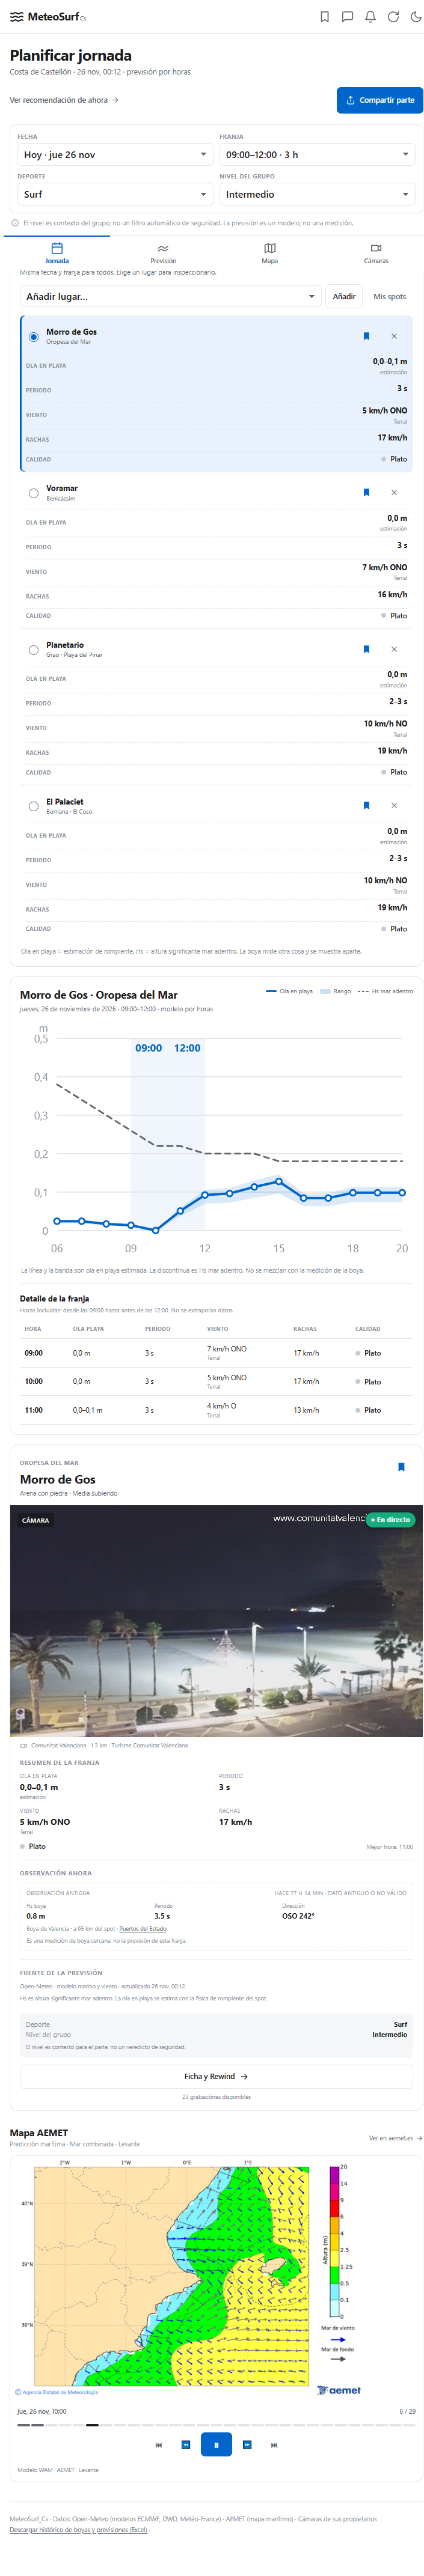 MeteoSurf Cs
Planificar jornada
Costa de Castellón · 26 nov, 00:12 · previsión por horas
Ver recomendación de ahora →
Compartir parte
FECHA
Hoy · jue 26 nov
FRANJA
09:00–12:00 · 3 h
DEPORTE
Surf
NIVEL DEL GRUPO
Intermedio
El nivel es contexto del grupo, no un filtro automático de seguridad. La previsión es un modelo, no una medición.
Jornada
Previsión
Mapa
Cámaras
Misma fecha y franja para todos. Elige un lugar para inspeccionarlo.
Añadir lugar...
Añadir
Mis spots
Morro de Gos
Oropesa del Mar
OLA EN PLAYA
0,0–0,1 m
estimación
PERIODO
3 s
VIENTO
5 km/h ONO
Terral
RACHAS
17 km/h
CALIDAD
Plato
Voramar
Benicàssim
OLA EN PLAYA
0,0 m
estimación
PERIODO
3 s
VIENTO
7 km/h ONO
Terral
RACHAS
16 km/h
CALIDAD
Plato
Planetario
Grao · Playa del Pinar
OLA EN PLAYA
0,0 m
estimación
PERIODO
2–3 s
VIENTO
10 km/h NO
Terral
RACHAS
19 km/h
CALIDAD
Plato
El Palaciet
Burriana · El Coso
OLA EN PLAYA
0,0 m
estimación
PERIODO
2–3 s
VIENTO
10 km/h NO
Terral
RACHAS
19 km/h
CALIDAD
Plato
Ola en playa = estimación de rompiente. Hs = altura significante mar adentro. La boya mide otra cosa y se muestra aparte.
Morro de Gos · Oropesa del Mar
jueves, 26 de noviembre de 2026 · 09:00–12:00 · modelo por horas
Ola en playa
Rango
Hs mar adentro
m
0,5
0,4
0,3
0,2
0,1
0
09:00 12:00
06 09 12 15 18 20
La línea y la banda son ola en playa estimada. La discontinua es Hs mar adentro. No se mezclan con la medición de la boya.
Detalle de la franja
Horas incluidas: desde las 09:00 hasta antes de las 12:00. No se extrapolan datos.
HORA OLA PLAYA PERIODO VIENTO RACHAS CALIDAD
09:00 0,0 m 3 s 7 km/h ONO 17 km/h Plato
Terral
10:00 0,0 m 3 s 5 km/h ONO 17 km/h Plato
Terral
11:00 0,0–0,1 m 3 s 4 km/h O 13 km/h Plato
Terral
OROPESA DEL MAR
Morro de Gos
Arena con piedra · Media subiendo
CÁMARA
www.comunitatvalenc
En directo
Comunitat Valenciana · 1.3 km · Turisme Comunitat Valenciana
RESUMEN DE LA FRANJA
OLA EN PLAYA
0,0–0,1 m
estimación
PERIODO
3 s
VIENTO
5 km/h ONO
Terral
RACHAS
17 km/h
Plato
Mejor hora: 11:00
OBSERVACIÓN AHORA
OBSERVACIÓN ANTIGUA
HACE 77 H 14 MIN · DATO ANTIGUO O NO VÁLIDO
Hs boya
0,8 m
Periodo
3,5 s
Dirección
OSO 242°
Boya de Valencia · a 65 km del spot · Puertos del Estado
Es una medición de boya cercana, no la previsión de esta franja.
FUENTE DE LA PREVISIÓN
Open-Meteo · modelo marino y viento · actualizado 26 nov, 00:12.
Hs es altura significante mar adentro. La ola en playa se estima con la física de rompiente del spot.
Deporte
Surf
Nivel del grupo
Intermedio
El nivel es contexto para el parte, no un veredicto de seguridad.
Ficha y Rewind →
23 grabaciones disponibles
Mapa AEMET
Predicción marítima · Mar combinada · Levante
Ver en aemet.es →
2°W 1°W 0°E 1°E
40°N
39°N
38°N
20
14
9
6
4
2.5
1.25
0.5
0.1
0
Altura (m)
Mar de viento
Mar de fondo
© Agencia Estatal de Meteorología
aemet
jue, 26 nov, 10:00
6 / 29
Modelo WAM · AEMET · Levante
MeteoSurf_Cs · Datos: Open-Meteo (modelos ECMWF, DWD, Météo-France) · AEMET (mapa marítimo) · Cámaras de sus propietarios
Descargar histórico de boyas y previsiones (Excel) ·